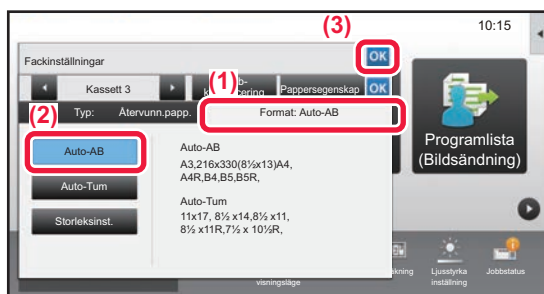 (3)
10:15
Fackinställningar
OK
(1)
Kassett 3
Pappersegenskap
OK
(2)
Typ: Återvunn.papp.
Format: Auto-AB
Auto-AB
Auto-AB
A3,216x330(8½x13)A4,
A4R,B4,B5,B5R,
Auto-Tum
Auto-Tum
11x17, 8½ x14,8½ x11,
8½ x11R,7½ x 10½R,
Storleksinst.
Programlista
(Bildsändning)
visningsläge
Ljusstyrka
inställning
Jobbstatus